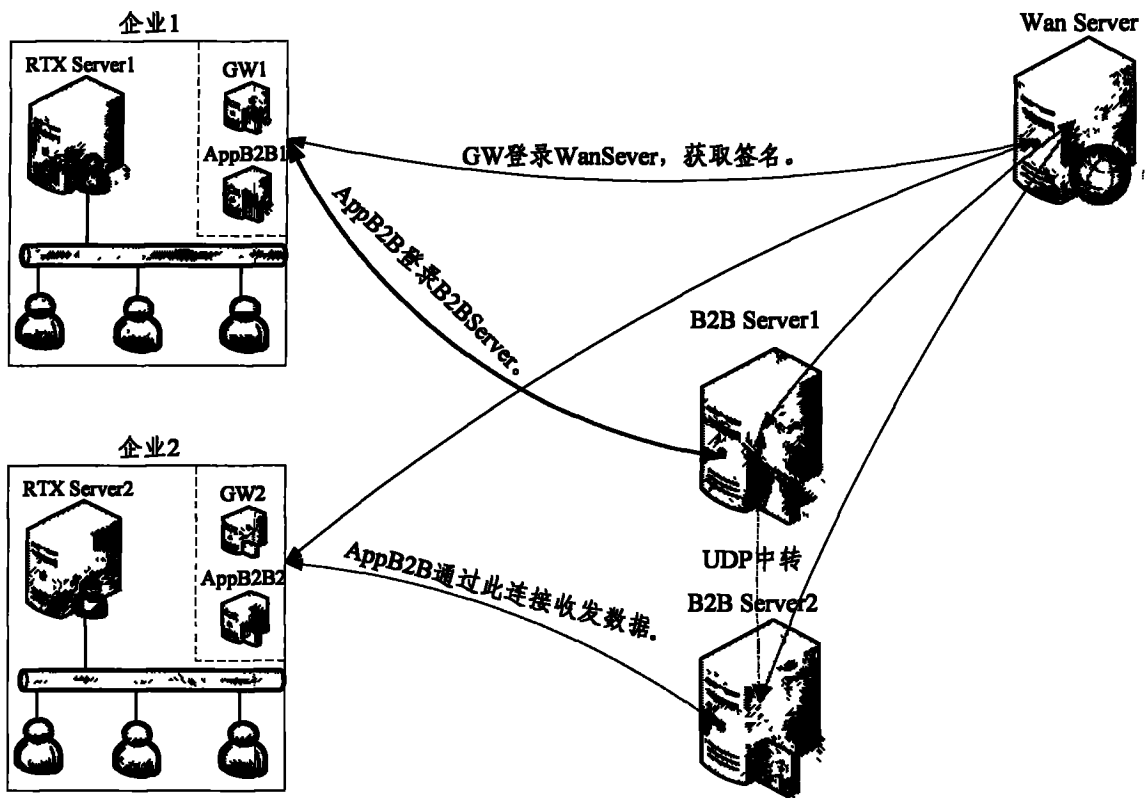 企业1
Wan Server
RTX Server1
GW1
AppB2B1
GW登录WanSever，获取签名。
AppB2B登录B2BServer。
B2B Server1
企业2
RTX Server2
GW2
AppB2B2
AppB2B通过此连接收发数据.
UDP中转
B2B Server2